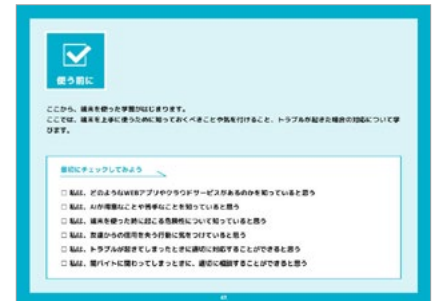 使う前に
ここから、端末を使った学習がはじまります。
ここでは、端末を上手に使うために知っておくべきことや気を付けること、トラブルが起きた場合の対応について学
びます。
最初にチェックしてみよう
□ 私は、どのようなWEBアプリやクラウドサービスがあるのかを知っていると思う
□ 私は、AIが得意なことや苦手なことを知っていると思う
□ 私は、端末を使った時に起こる危険性について知っていると思う
□ 私は、友達からの信用を失う行動に気をつけていると思う
□ 私は、トラブルが起きてしまったときに適切に対応することができると思う
□ 私は、闇バイトに関わってしまったときに、適切に相談することができると思う